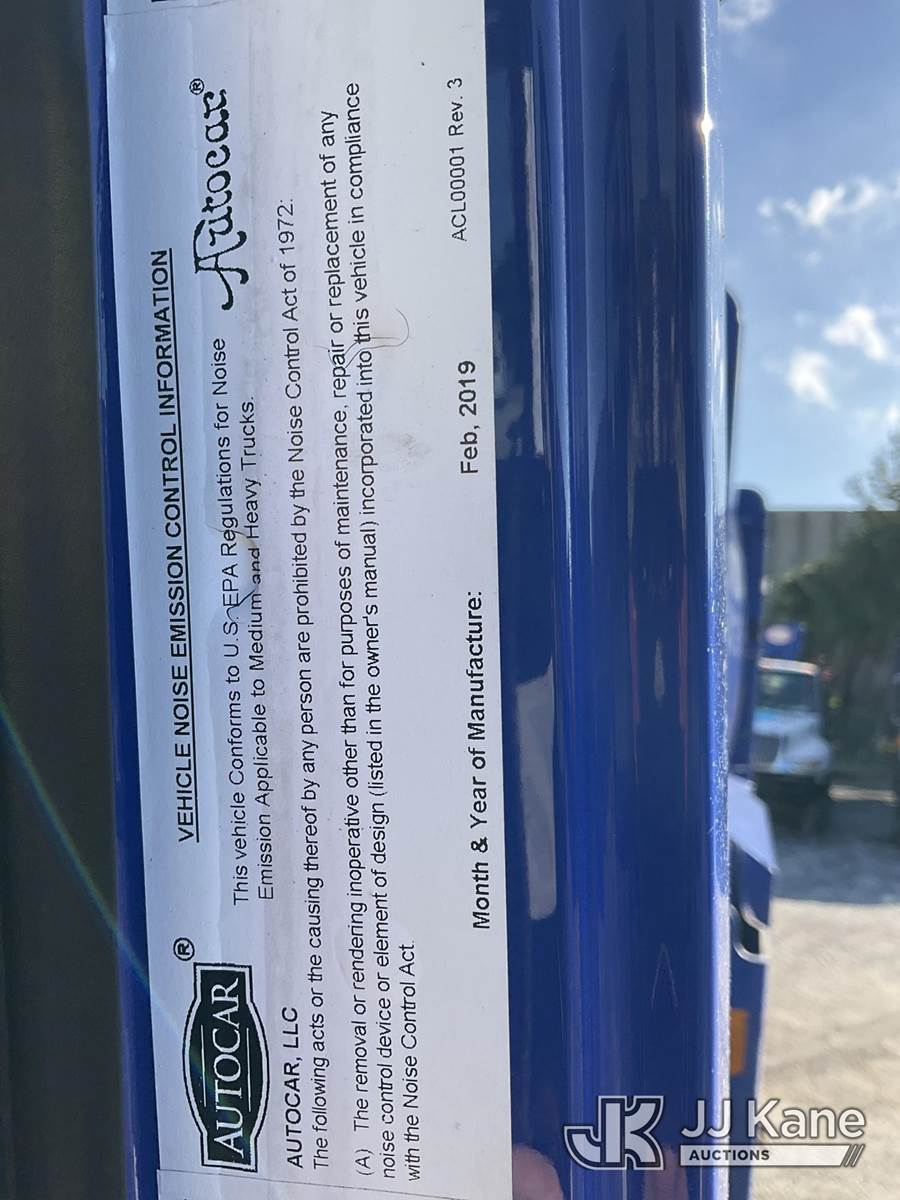 VEHICLE NOISE EMISSION CONTROL INFORMATION
AUTOCAR®
Autocar®
This vehicle Conforms to U.S. EPA Regulations for Noise
Emission Applicable to Medium and Heavy Trucks.
AUTOCAR, LLC
The following acts or the causing thereof by any person are prohibited by the Noise Control Act of 1972:
(A) The removal or rendering inoperative other than for purposes of maintenance, repair or replacement of any
noise control device or element of design (listed in the owner's manual) incorporated into this vehicle in compliance
with the Noise Control Act.
Month & Year of Manufacture: Feb, 2019
ACL00001 Rev. 3
JK JJ Kane
AUCTIONS